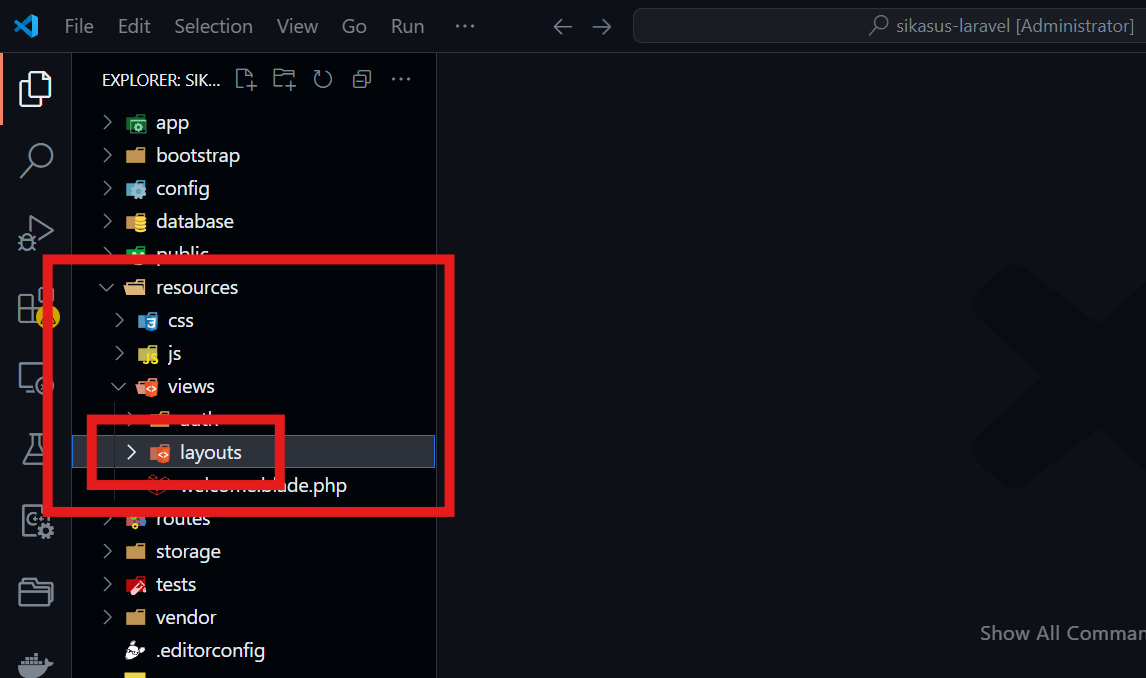 File Edit Selection View Go Run ···
sikasus-laravel [Administrator]
EXPLORER: SIK...
app
bootstrap
config
database
public
resources
css
JS js
views
auth
layouts
welcome.blade.php
routes
storage
tests
vendor
.editorconfig
Show All Comman